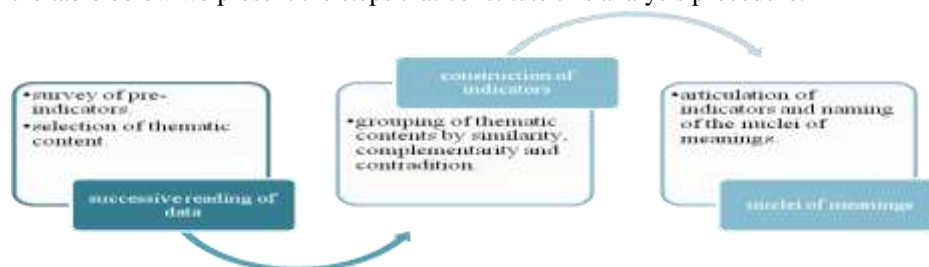 the table below we present the steps that constitute this analysis procedure.
•survey of pre-
indicators.
•selection of thematic
content.
successive reading of
data
construction of
indicators
•grouping of thematic
contents by similarity,
complementarity and
contradition.
•articulation of
indicators and naming
of the nuclei of
meanings.
nuclei of meanings